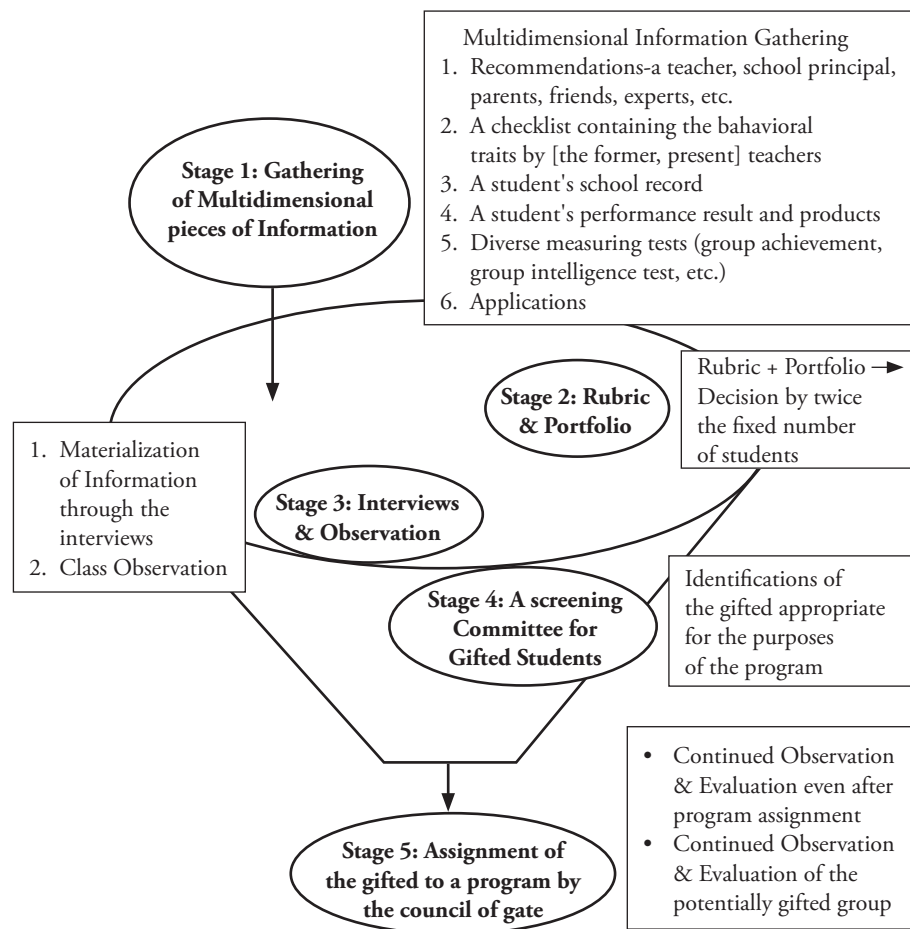 Multidimensional Information Gathering
1. Recommendations-a teacher, school principal,
parents, friends, experts, etc.
2. A checklist containing the bahavioral
traits by [the former, present] teachers
3. A student's school record
4. A student's performance result and products
5. Diverse measuring tests (group achievement,
group intelligence test, etc.)
6. Applications
Stage 1: Gathering
of Multidimensional
pieces of Information
Stage 2: Rubric
& Portfolio
Rubric + Portfolio →
Decision by twice
the fixed number
of students
1. Materialization
of Information
through the
interviews
2. Class Observation
Stage 3: Interviews
& Observation
Stage 4: A screening
Committee for
Gifted Students
Identifications of
the gifted appropriate
for the purposes
of the program
Stage 5: Assignment of
the gifted to a program by
the council of gate
• Continued Observation
& Evaluation even after
program assignment
• Continued Observation
& Evaluation of the
potentially gifted group